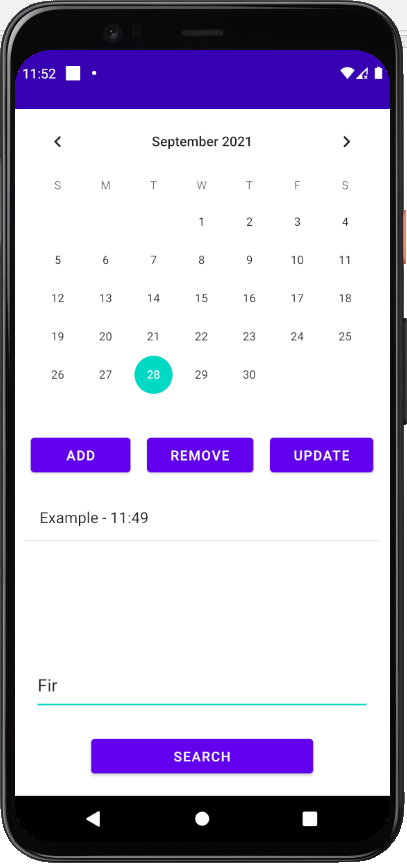 11:52
September 2021
S M T W T F S
1 2 3 4
5 6 7 8 9 10 11
12 13 14 15 16 17 18
19 20 21 22 23 24 25
26 27 28 29 30
ADD REMOVE UPDATE
Example - 11:49
Fir
SEARCH